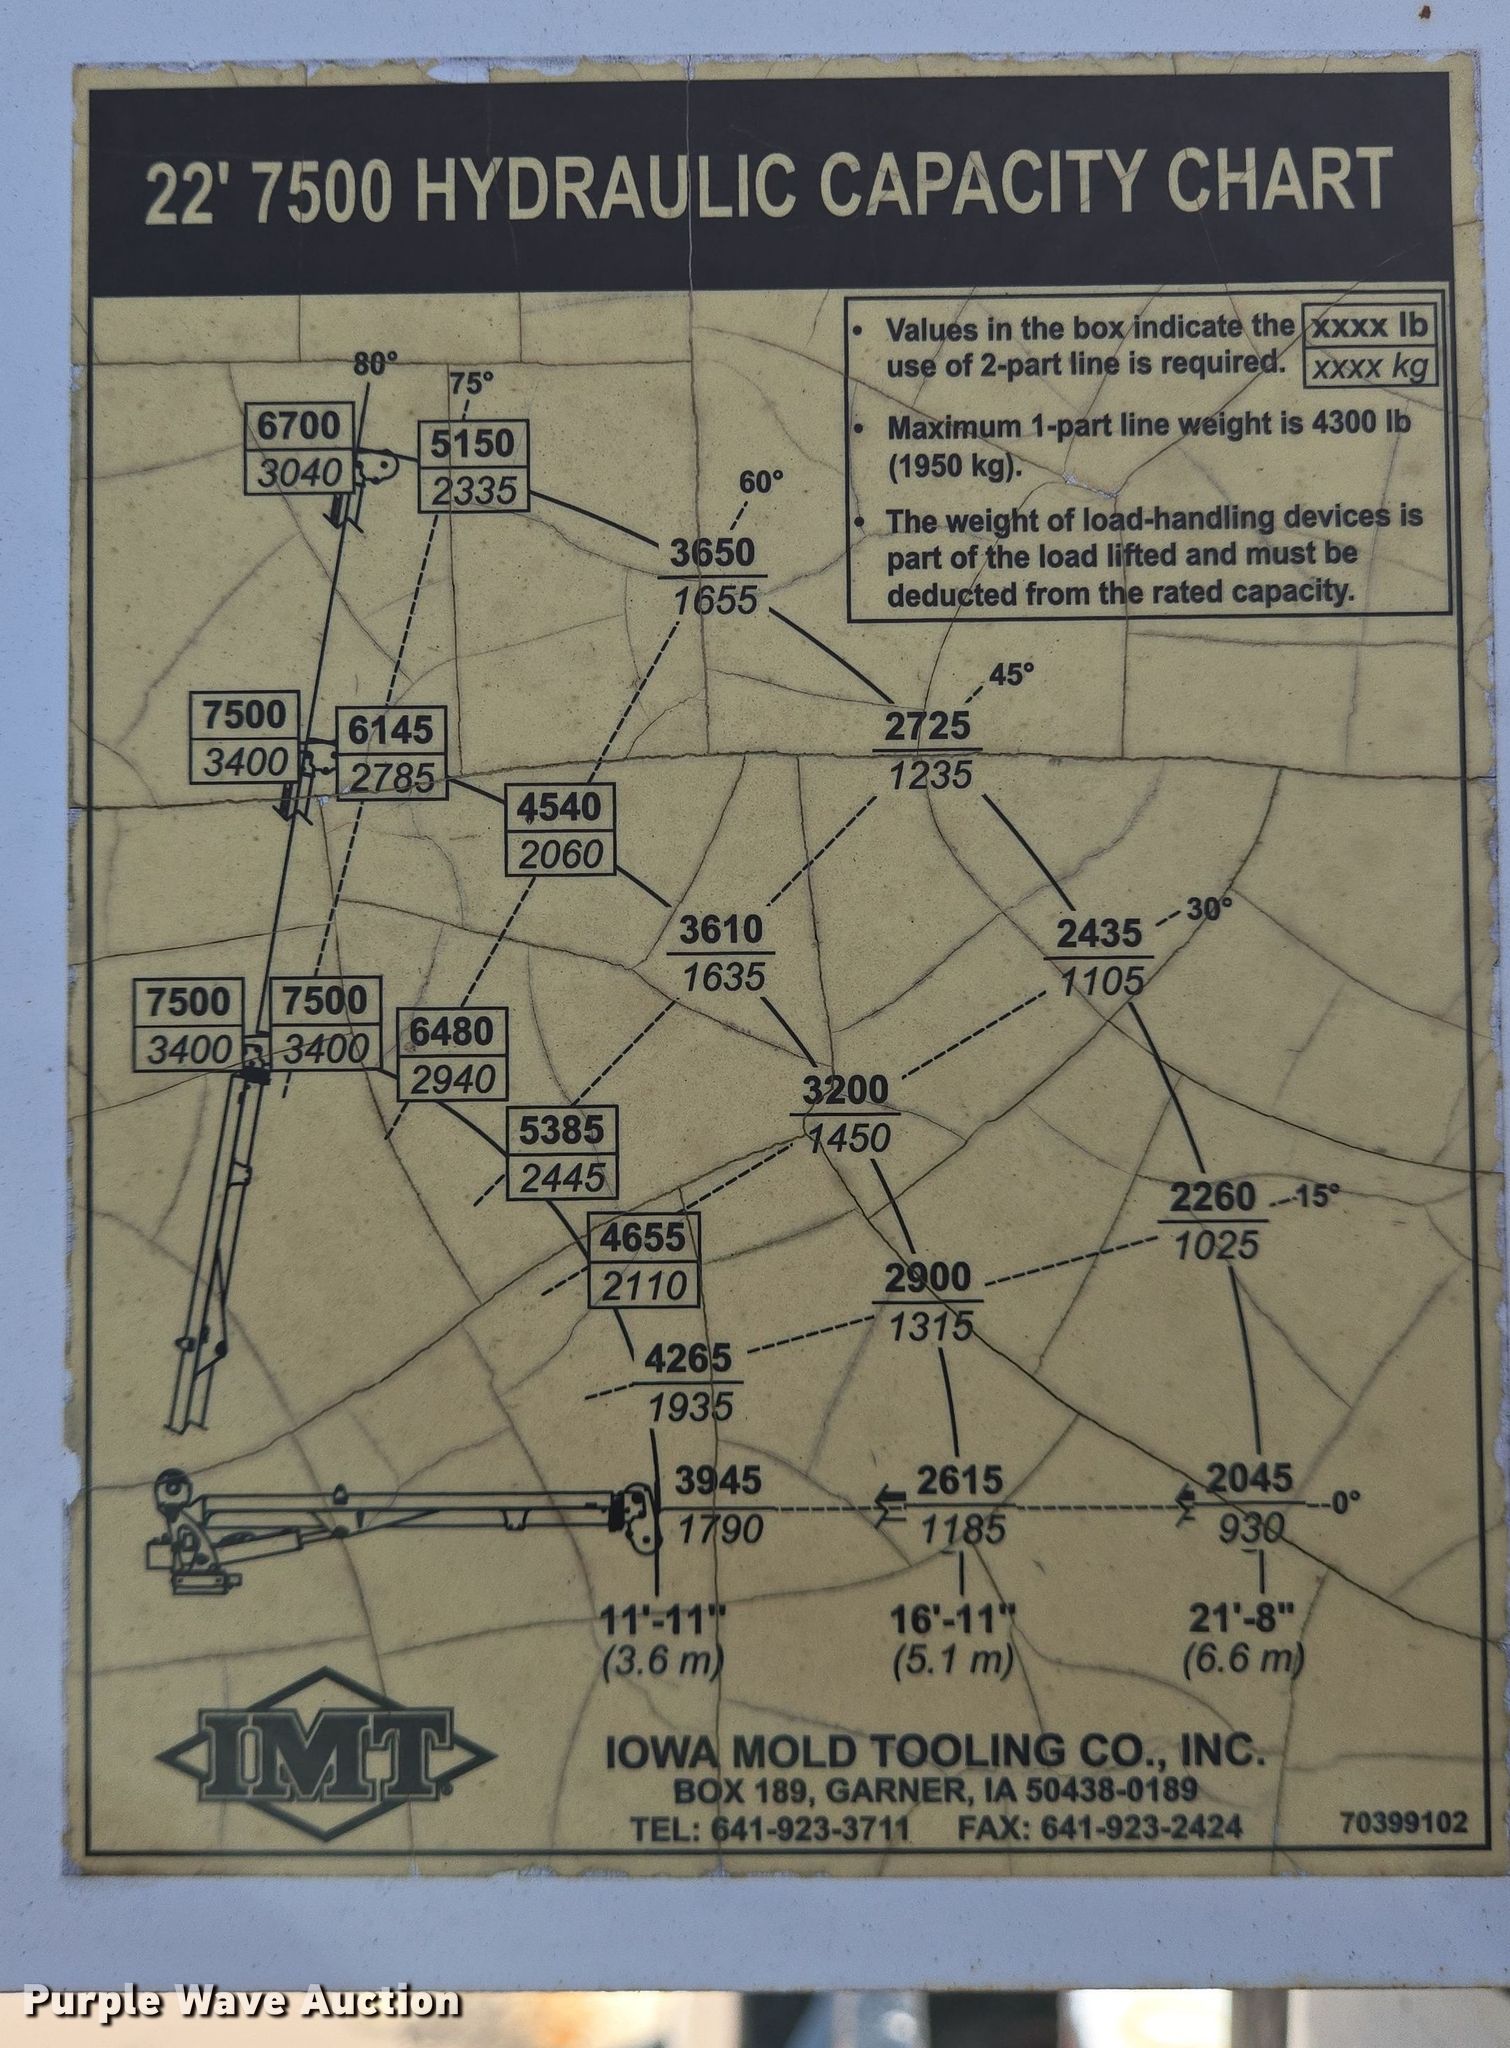 22' 7500 HYDRAULIC CAPACITY CHART
• Values in the box indicate the
use of 2-part line is required.
xxxx lb
xxxx kg
• Maximum 1-part line weight is 4300 lb
(1950 kg).
• The weight of load-handling devices is
part of the load lifted and must be
deducted from the rated capacity.
80°
75°
6700
3040
5150
2335
60°
3650
1655
45°
7500
3400
6145
2785
2725
1235
4540
2060
30°
3610
1635
2435
1105
7500
3400
7500
3400
6480
2940
3200
1450
5385
2445
15°
2260
1025
4655
2110
2900
1315
4265
1935
3945
1790
2615
1185
2045
930
0°
11'-11"
(3.6 m)
16'-11"
(5.1 m)
21'-8"
(6.6 m)
IMT®
IOWA MOLD TOOLING CO., INC.
BOX 189, GARNER, IA 50438-0189
TEL: 641-923-3711 FAX: 641-923-2424
70399102
Purple Wave Auction